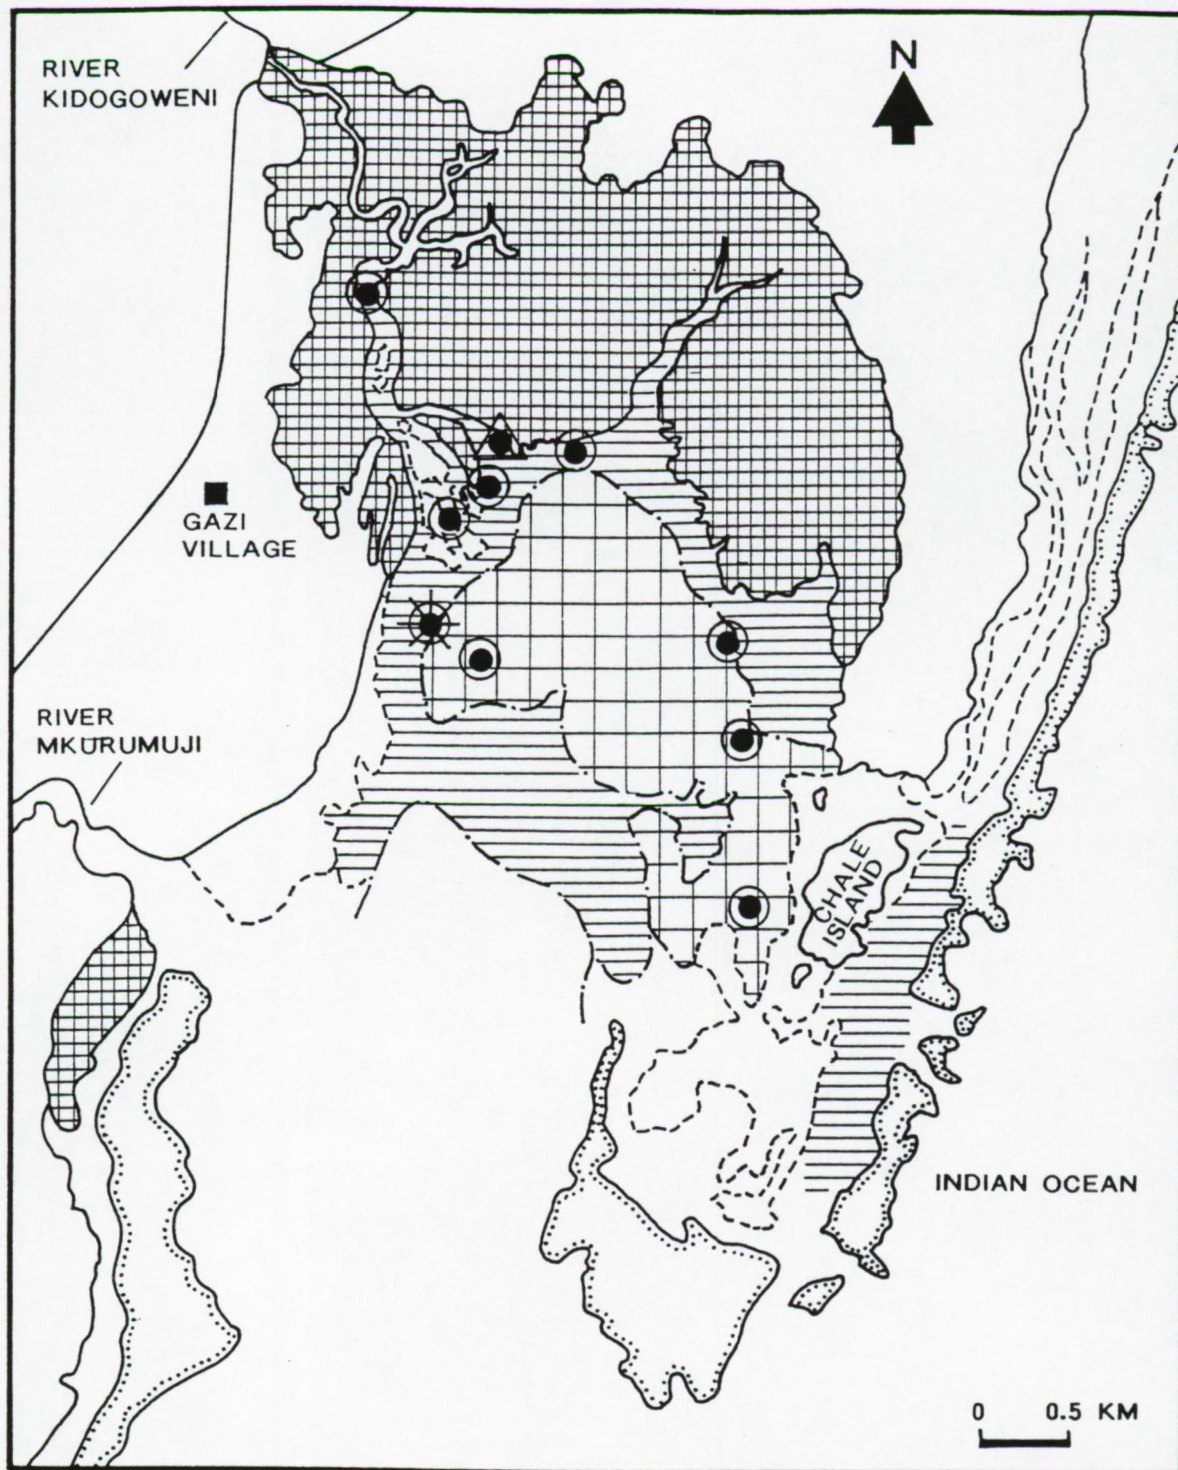 RIVER
KIDOGOWENI
N
GAZI
VILLAGE
RIVER
MKURUMUJI
CHALE
ISLAND
INDIAN OCEAN
0 0.5 KM